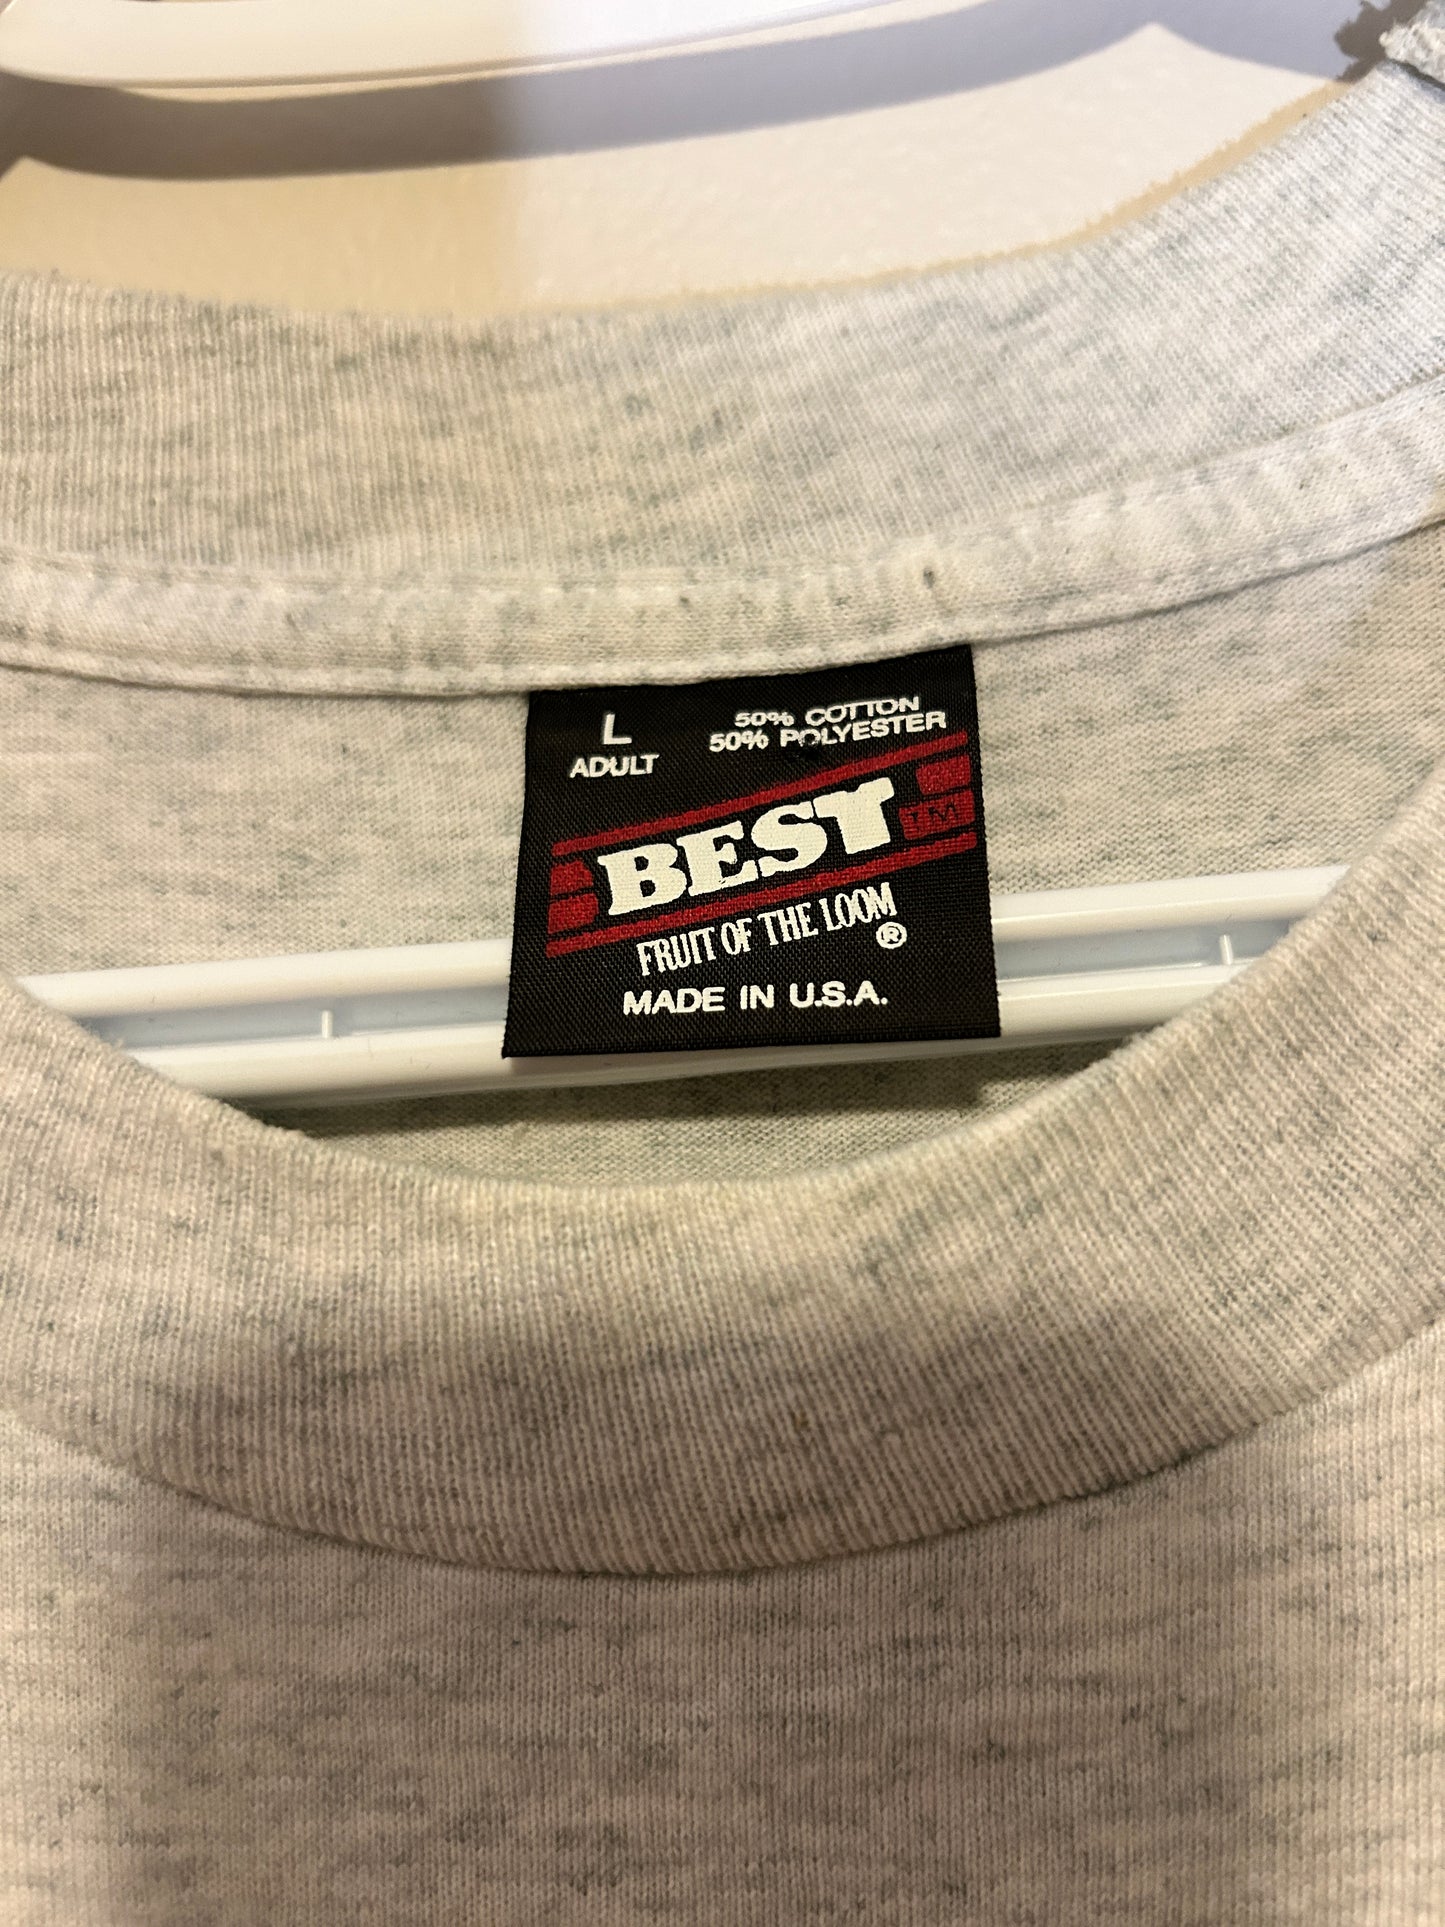 L
ADULT
50% COTTON
50% POLYESTER
BEST TM
FRUIT OF THE LOOM
®
MADE IN U.S.A.